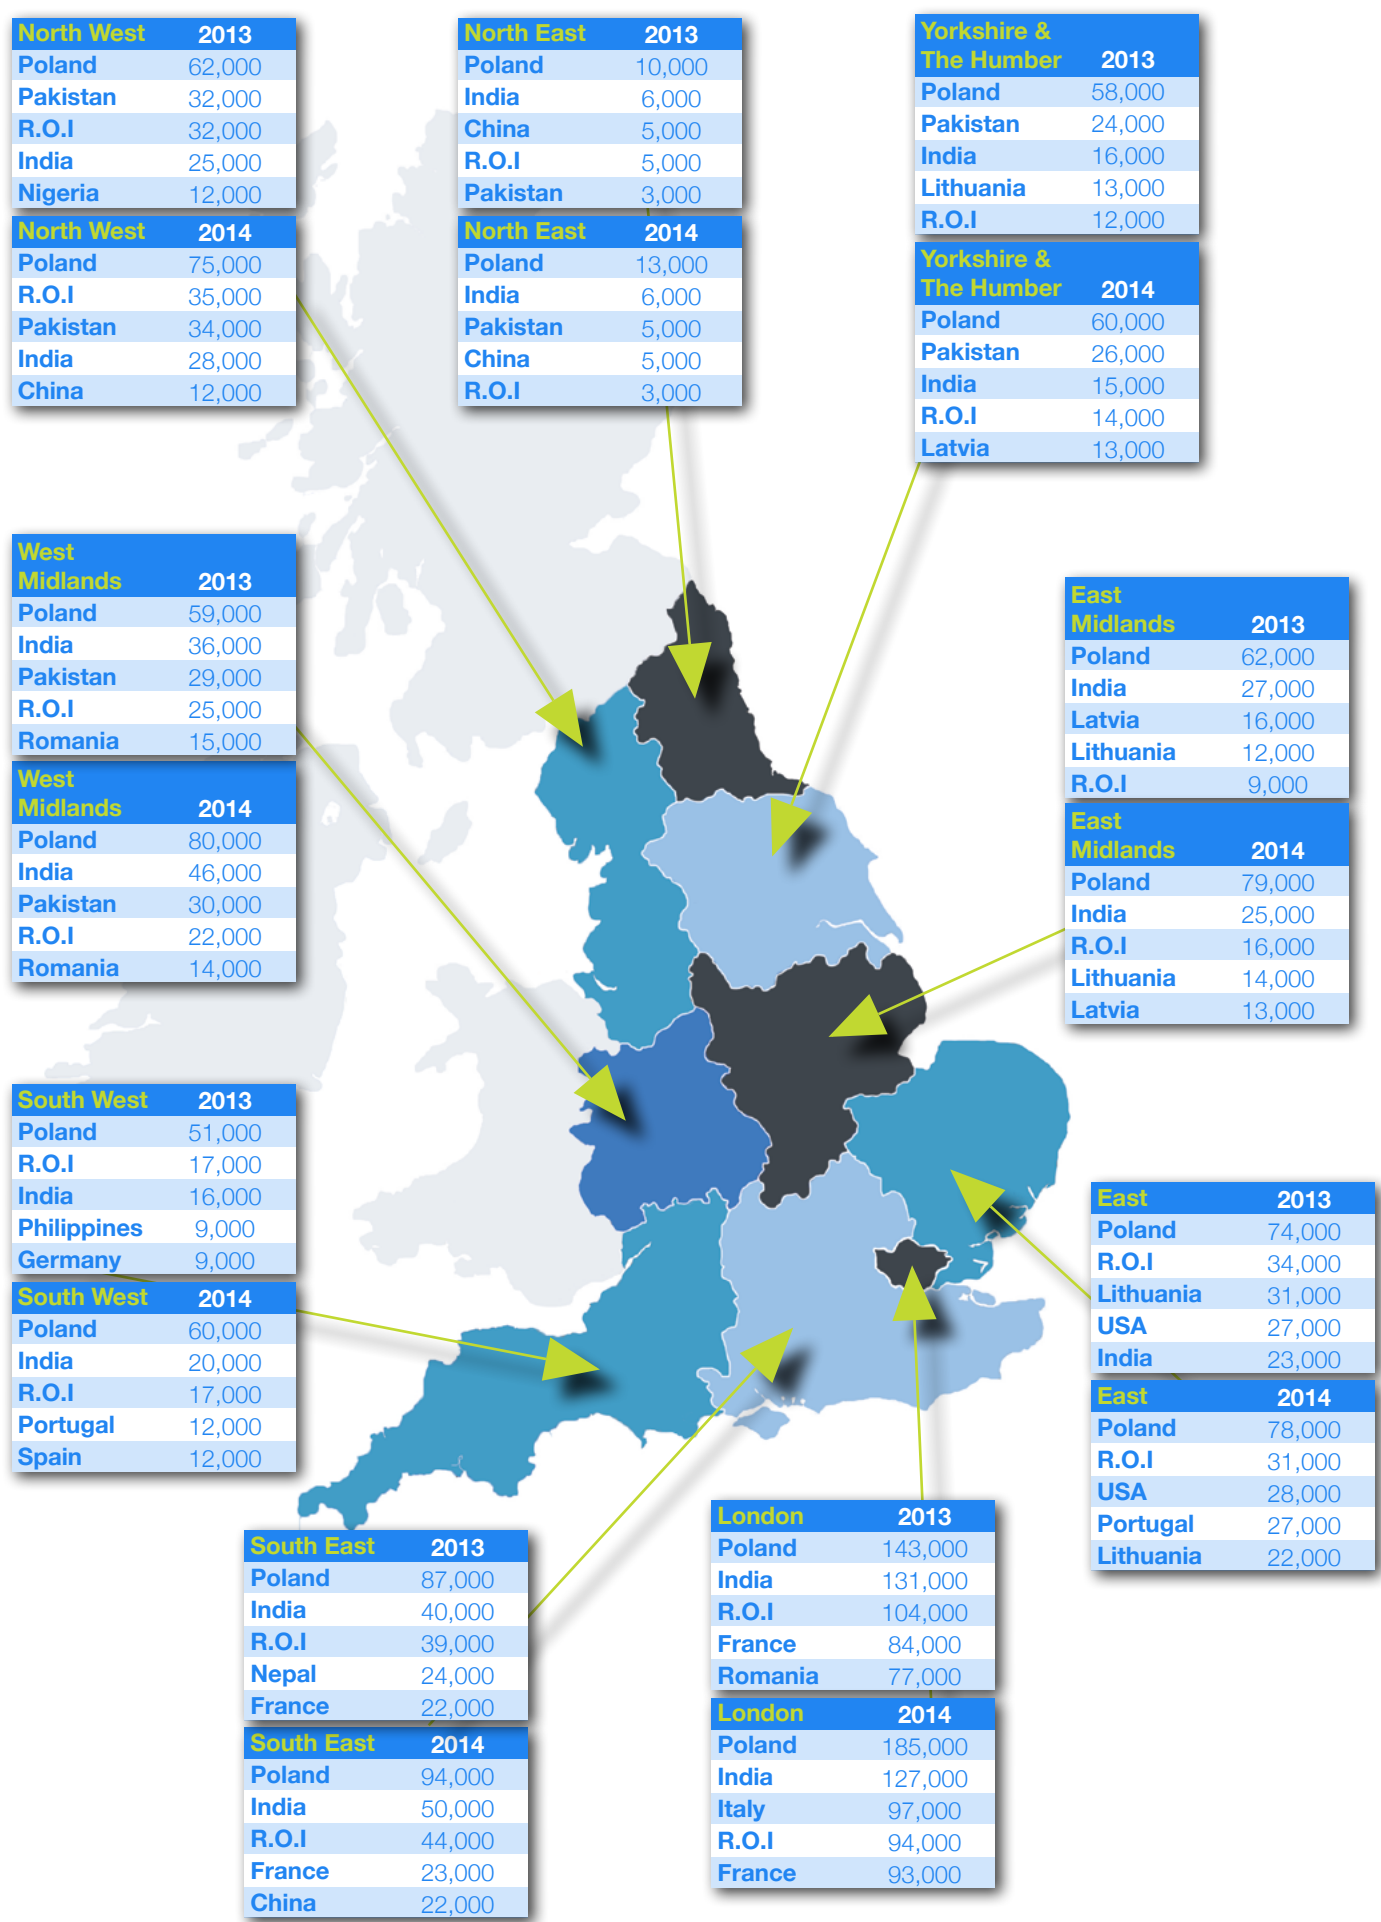 North West 2013
Poland 62,000
Pakistan 32,000
R.O.I 32,000
India 25,000
Nigeria 12,000
North West 2014
Poland 75,000
R.O.I 35,000
Pakistan 34,000
India 28,000
China 12,000
North East 2013
Poland 10,000
India 6,000
China 5,000
R.O.I 5,000
Pakistan 3,000
North East 2014
Poland 13,000
India 6,000
Pakistan 5,000
China 5,000
R.O.I 3,000
Yorkshire &
The Humber 2013
Poland 58,000
Pakistan 24,000
India 16,000
Lithuania 13,000
R.O.I 12,000
Yorkshire &
The Humber 2014
Poland 60,000
Pakistan 26,000
India 15,000
R.O.I 14,000
Latvia 13,000
West
Midlands 2013
Poland 59,000
India 36,000
Pakistan 29,000
R.O.I 25,000
Romania 15,000
West
Midlands 2014
Poland 80,000
India 46,000
Pakistan 30,000
R.O.I 22,000
Romania 14,000
East
Midlands 2013
Poland 62,000
India 27,000
Latvia 16,000
Lithuania 12,000
R.O.I 9,000
East
Midlands 2014
Poland 79,000
India 25,000
R.O.I 16,000
Lithuania 14,000
Latvia 13,000
South West 2013
Poland 51,000
R.O.I 17,000
India 16,000
Philippines 9,000
Germany 9,000
South West 2014
Poland 60,000
India 20,000
R.O.I 17,000
Portugal 12,000
Spain 12,000
East 2013
Poland 74,000
R.O.I 34,000
Lithuania 31,000
USA 27,000
India 23,000
East 2014
Poland 78,000
R.O.I 31,000
USA 28,000
Portugal 27,000
Lithuania 22,000
South East 2013
Poland 87,000
India 40,000
R.O.I 39,000
Nepal 24,000
France 22,000
South East 2014
Poland 94,000
India 50,000
R.O.I 44,000
France 23,000
China 22,000
London 2013
Poland 143,000
India 131,000
R.O.I 104,000
France 84,000
Romania 77,000
London 2014
Poland 185,000
India 127,000
Italy 97,000
R.O.I 94,000
France 93,000